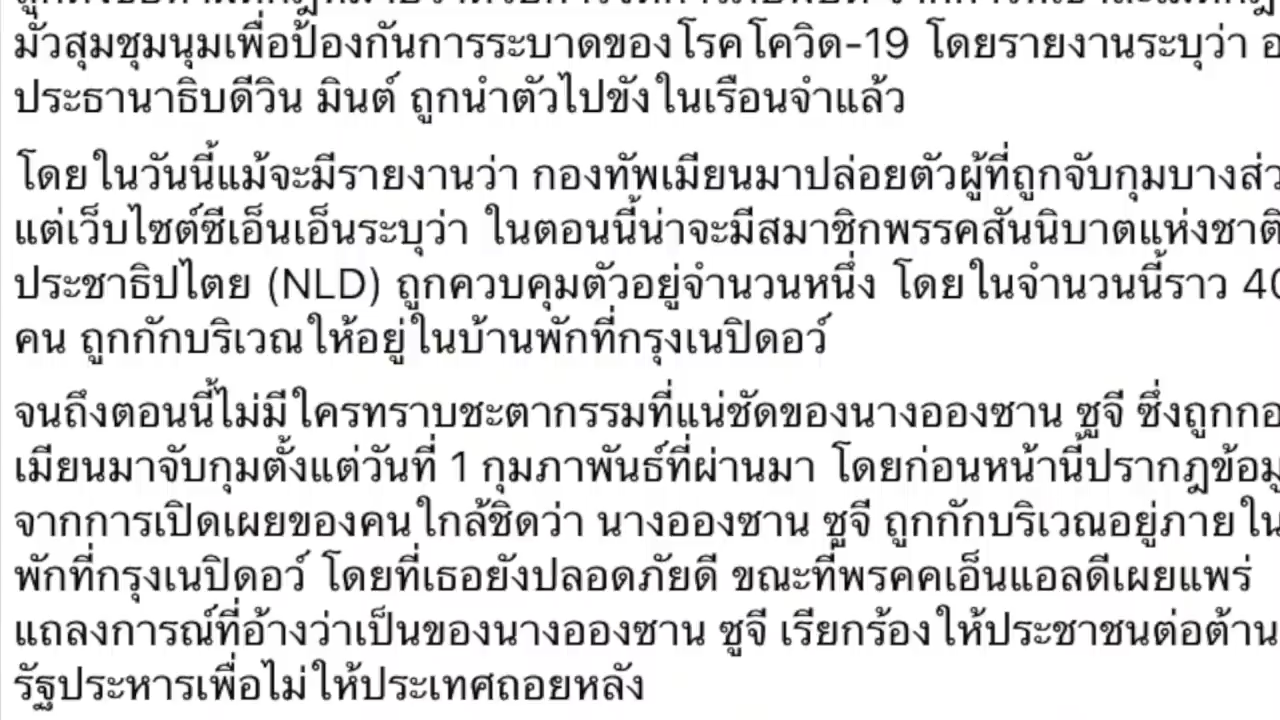 มั่วสุมชุมนุมเพื่อป้องกันการระบาดของโรคโควิด-19 โดยรายงานระบุว่า
ประธานาธิบดีวิน มินต์ ถูกนำตัวไปขังในเรือนจำแล้ว
โดยในวันนี้แม้จะมีรายงานว่า กองทัพเมียนมาปล่อยตัวผู้ที่ถูกจับกุมบางส่ว
แต่เว็บไซต์ซีเอ็นเอ็นระบุว่า ในตอนนี้น่าจะมีสมาชิกพรรคสันนิบาตแห่งชาติ
ประชาธิปไตย (NLD) ถูกควบคุมตัวอยู่จำนวนหนึ่ง โดยในจำนวนนี้ราว 40
คน ถูกกักบริเวณให้อยู่ในบ้านพักที่กรุงเนปิดอว์
จนถึงตอนนี้ไม่มีใครทราบชะตากรรมที่แน่ชัดของนางอองซาน ซูจี ซึ่งถูกกอ
เมียนมาจับกุมตั้งแต่วันที่ 1 กุมภาพันธ์ที่ผ่านมา โดยก่อนหน้านี้ปรากฎข้อมู
จากการเปิดเผยของคนใกล้ชิดว่า นางอองซาน ซูจี ถูกกักบริเวณอยู่ภายใน
พักที่กรุงเนปิดอว์ โดยที่เธอยังปลอดภัยดี ขณะที่พรคคเอ็นแอลดีเผยแพร่
แถลงการณ์ที่อ้างว่าเป็นของนางอองซาน ซูจี เรียกร้องให้ประชาชนต่อต้าน
รัฐประหารเพื่อไม่ให้ประเทศถอยหลัง